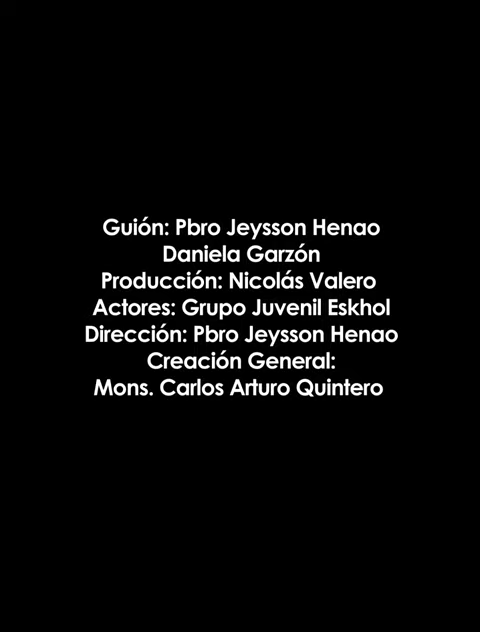 Guión: Pbro Jeysson Henao
Daniela Garzón
Producción: Nicolás Valero
Actores: Grupo Juvenil Eskhol
Dirección: Pbro Jeysson Henao
Creación General:
Mons. Carlos Arturo Quintero